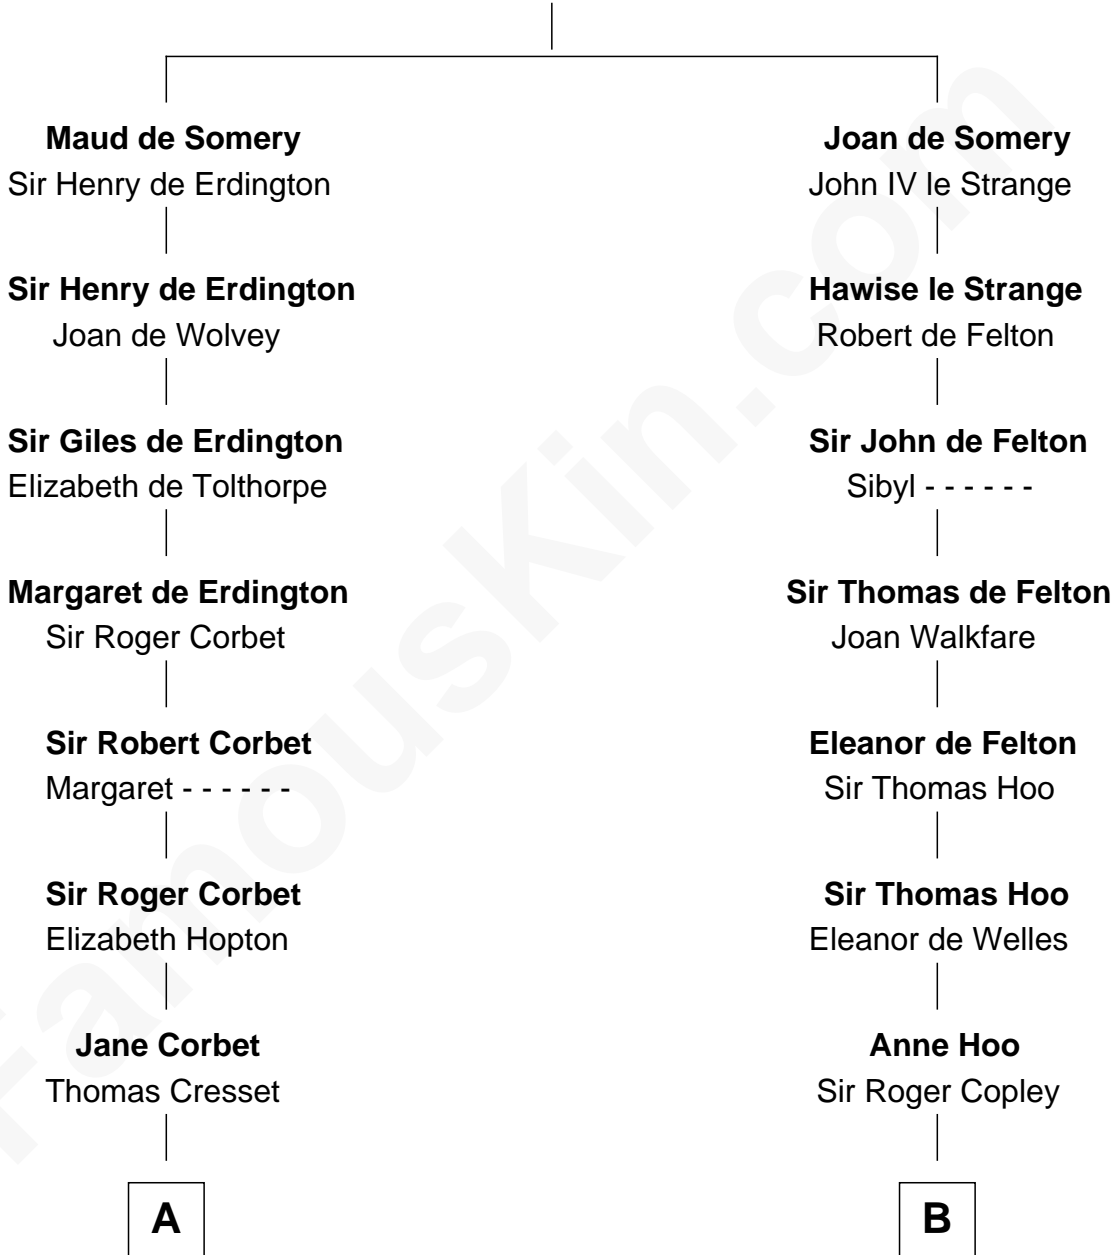 Maud de Somery
Sir Henry de Erdington
Sir Henry de Erdington
Joan de Wolvey
Sir Giles de Erdington
Elizabeth de Tolthorpe
Margaret de Erdington
Sir Roger Corbet
Sir Robert Corbet
Margaret - - - - - -
Sir Roger Corbet
Elizabeth Hopton
Jane Corbet
Thomas Cresset
A
Joan de Somery
John IV le Strange
Hawise le Strange
Robert de Felton
Sir John de Felton
Sibyl - - - - - -
Sir Thomas de Felton
Joan Walkfare
Eleanor de Felton
Sir Thomas Hoo
Sir Thomas Hoo
Eleanor de Welles
Anne Hoo
Sir Roger Copley
B
FamousKin.com